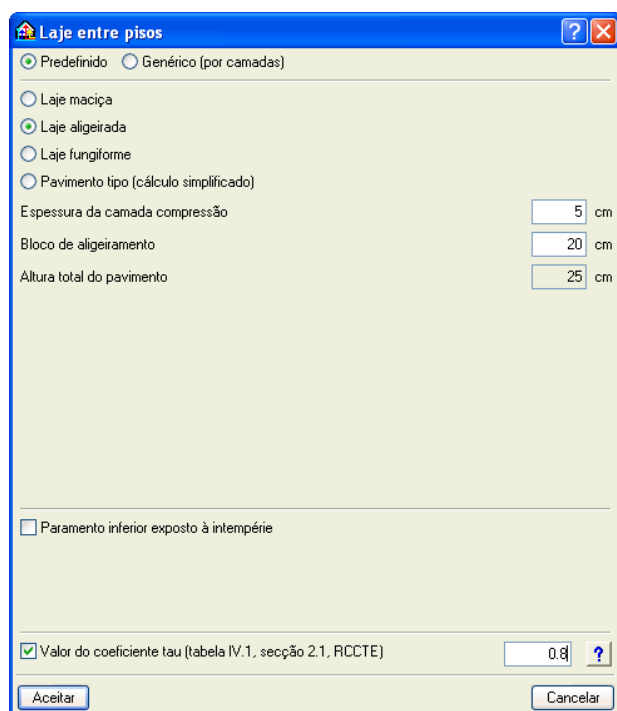 Laje entre pisos
Predefinido Genérico (por camadas)
Laje maciça
Laje aligeirada
Laje fungiforme
Pavimento tipo (cálculo simplificado)
Espessura da camada compressão 5 cm
Bloco de aligeiramento 20 cm
Altura total do pavimento 25 cm
Paramento inferior exposto à intempérie
Valor do coeficiente tau (tabela IV.1, secção 2.1, RCCTE) 0.8 ?
Aceitar Cancelar